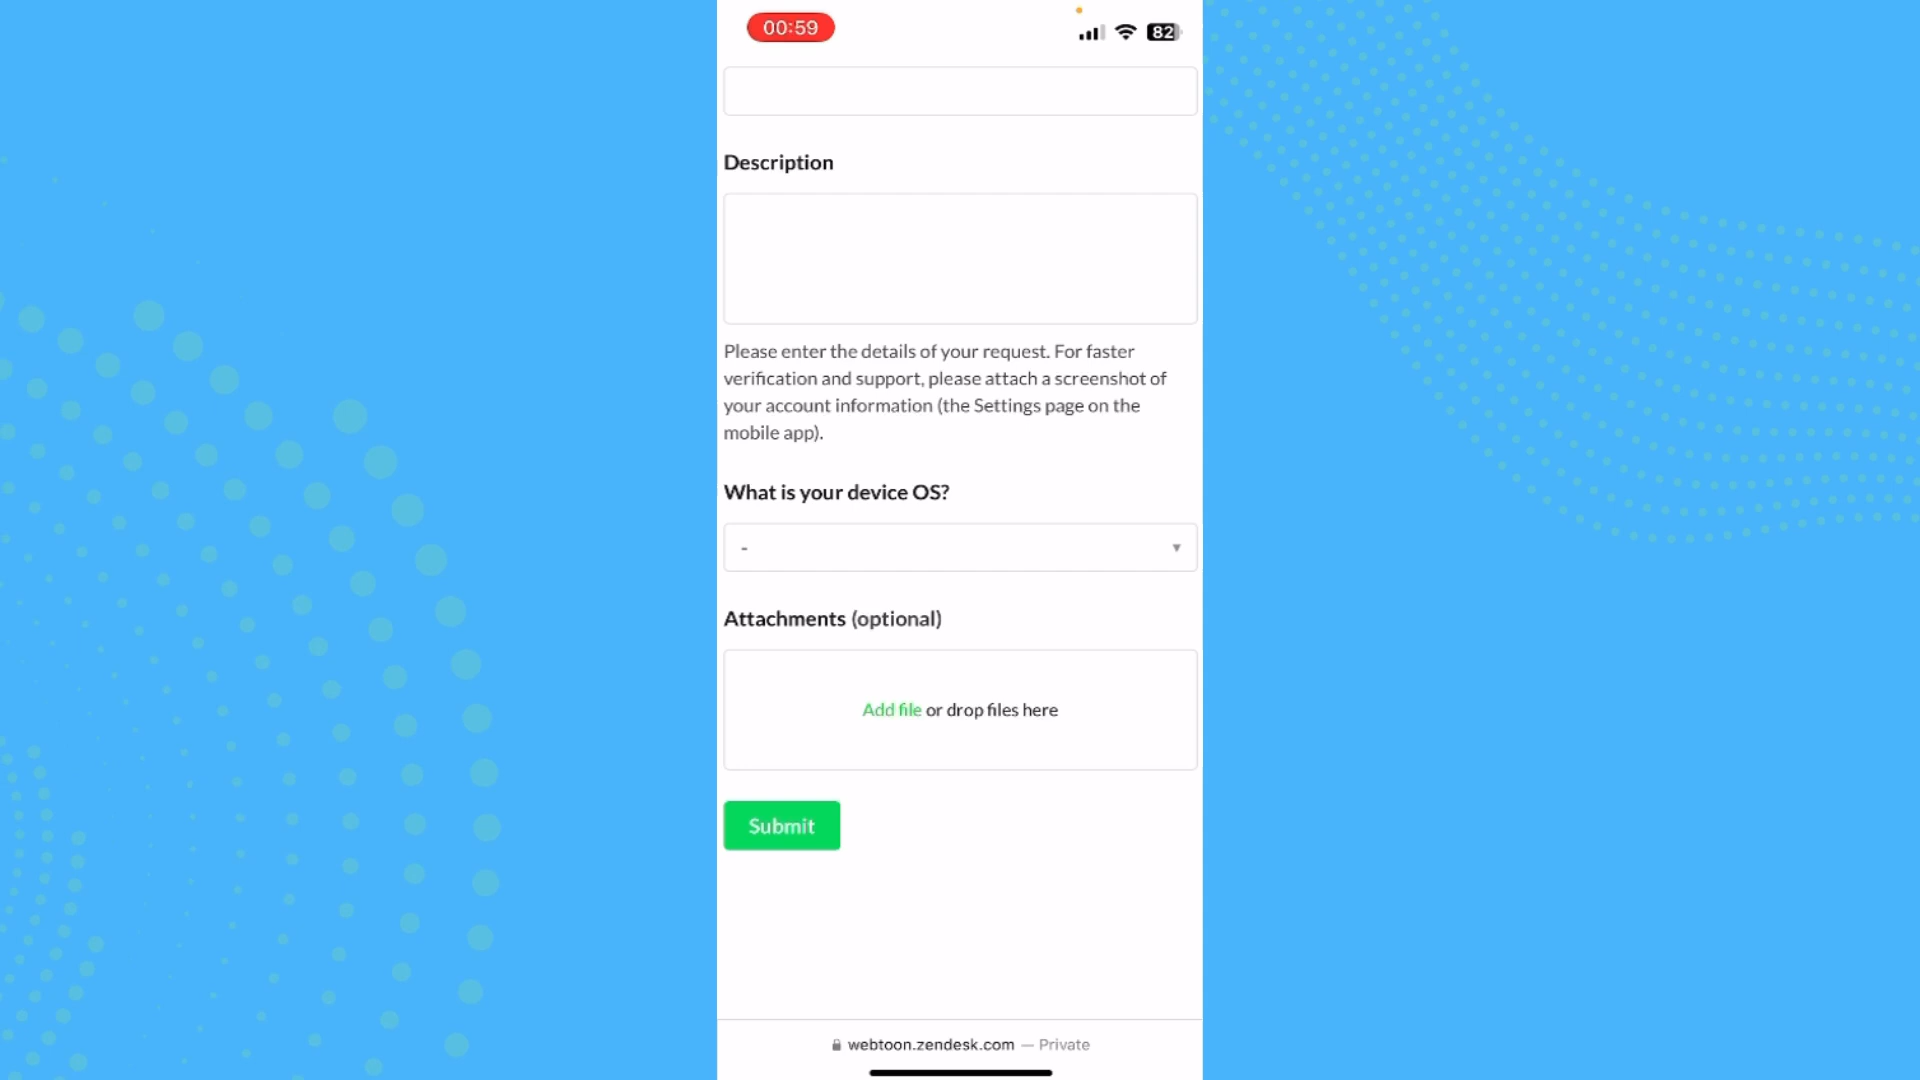 00:59
82
Description
Please enter the details of your request. For faster
verification and support, please attach a screenshot of
your account information (the Settings page on the
mobile app).
What is your device OS?
-
Attachments (optional)
Add file or drop files here
Submit
webtoon.zendesk.com — Private